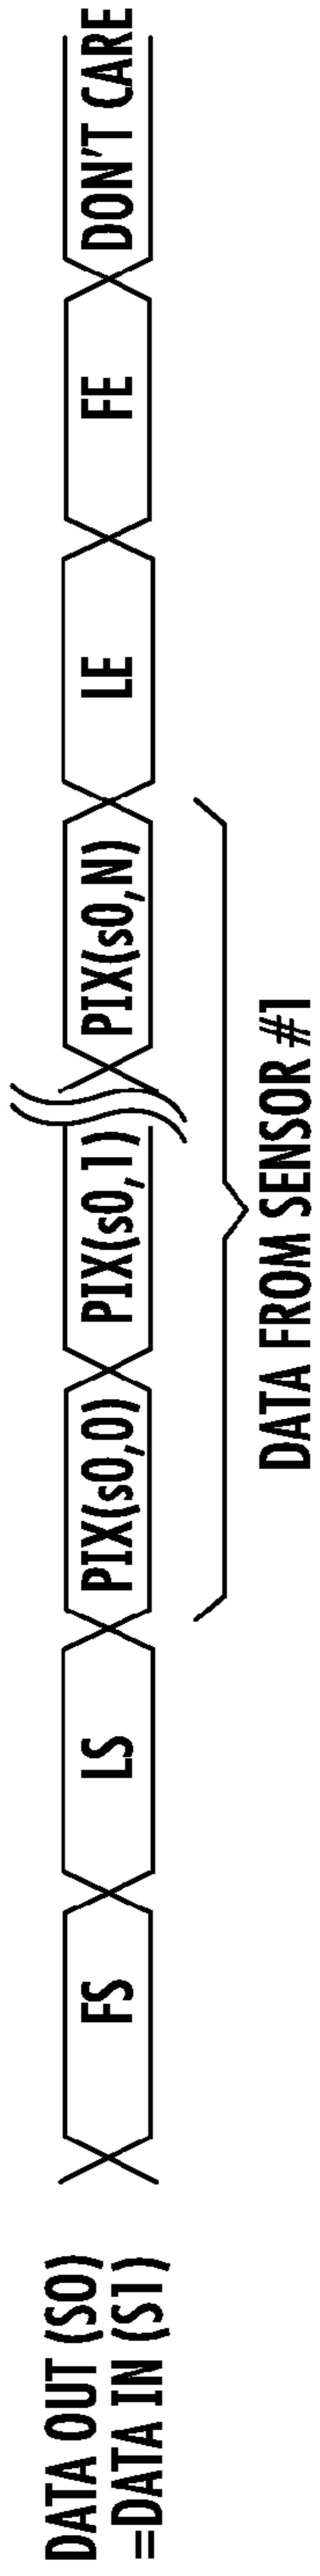 DATA OUT (S0)
=DATA IN (S1)
FS
LS
PIX(s0,0)
PIX(s0,1)
PIX(s0,N)
LE
FE
DON'T CARE
DATA FROM SENSOR #1